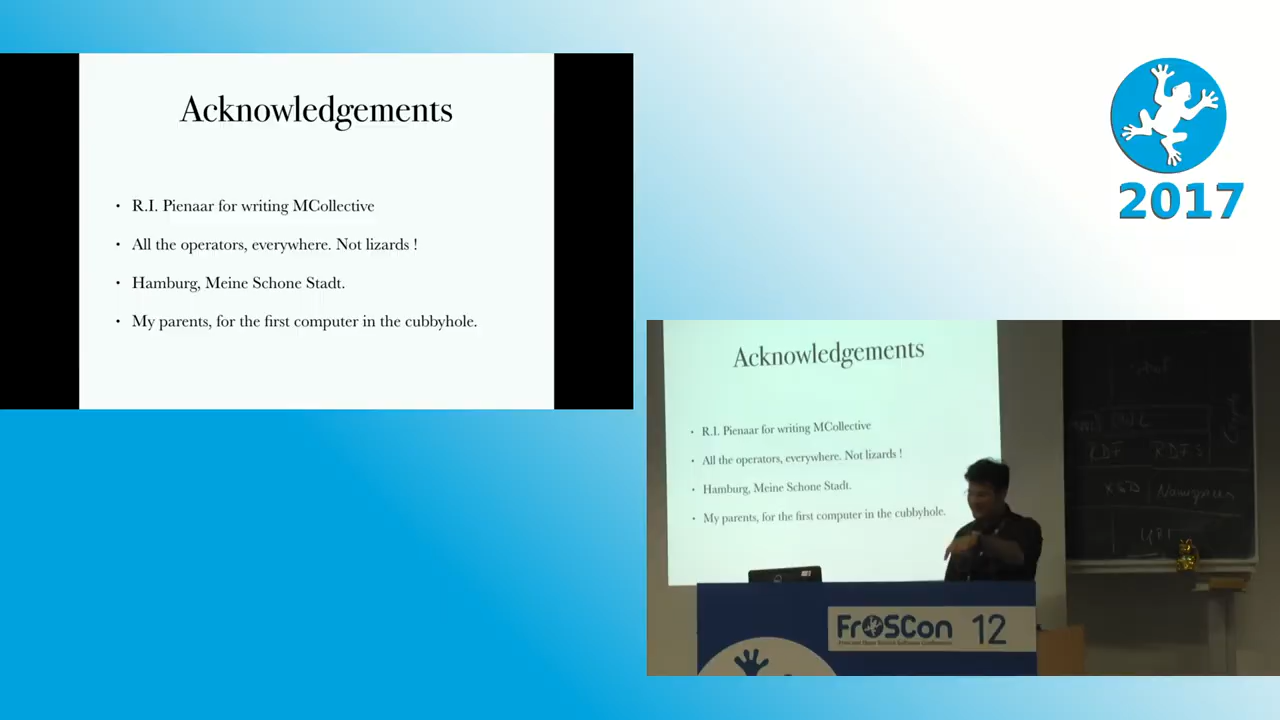 Acknowledgements
• R.I. Pienaar for writing MCollective
• All the operators, everywhere. Not lizards !
• Hamburg, Meine Schone Stadt.
• My parents, for the first computer in the cubbyhole.
2017
Acknowledgements
• R.I. Pienaar for writing MCollective
• All the operators, everywhere. Not lizards !
• Hamburg, Meine Schone Stadt.
• My parents, for the first computer in the cubbyhole.
RDF RDFS
FrOSCon 12